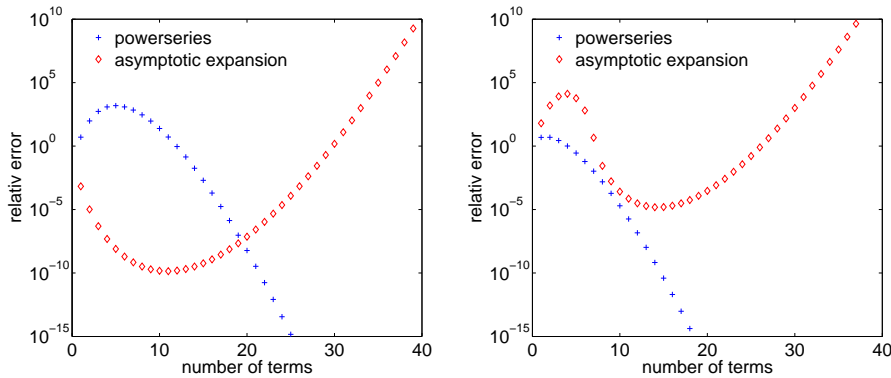 10^10
10^5
10^0
10^−5
10^−10
10^−15
relativ error
powerseries
asymptotic expansion
0 10 20 30 40
number of terms
10^10
10^5
10^0
10^−5
10^−10
10^−15
relativ error
powerseries
asymptotic expansion
0 10 20 30 40
number of terms